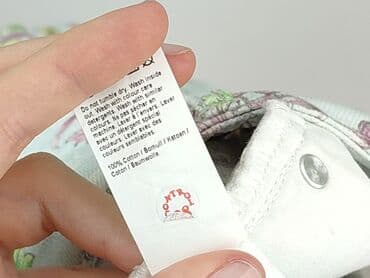 Do not tumble dry. Wash inside
out. Wash with colour care
detergents. Wash with similar
colours. Ne pas sécher en
machine. Laver à l'envers. Laver
avec un détergent spécial
couleurs. Laver avec des
couleurs semblables.
100% Cotton / Bomull / Katoen /
Coton / Baumwolle.
CONTROL